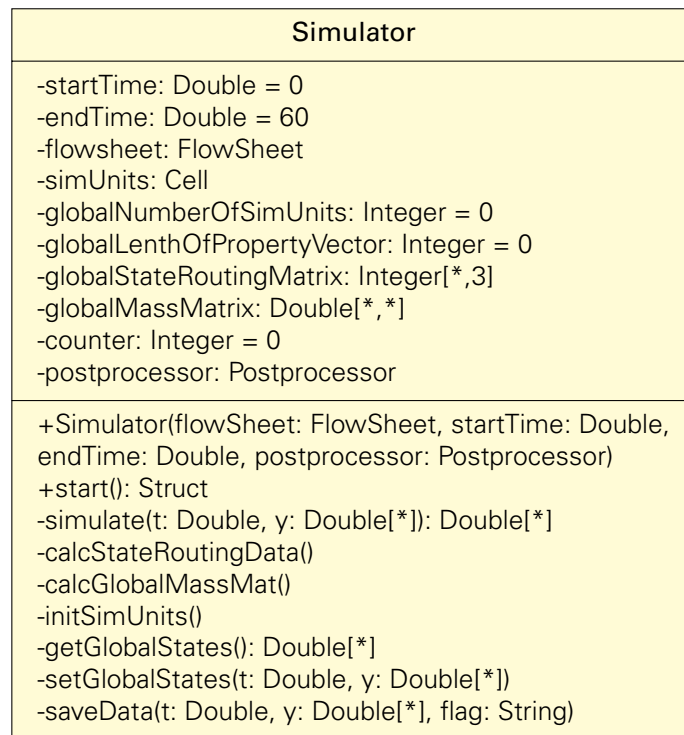 Simulator
-startTime: Double = 0
-endTime: Double = 60
-flowsheet: FlowSheet
-simUnits: Cell
-globalNumberOfSimUnits: Integer = 0
-globalLenthOfPropertyVector: Integer = 0
-globalStateRoutingMatrix: Integer[*,3]
-globalMassMatrix: Double[*,*]
-counter: Integer = 0
-postprocessor: Postprocessor
+Simulator(flowSheet: FlowSheet, startTime: Double,
endTime: Double, postprocessor: Postprocessor)
+start(): Struct
-simulate(t: Double, y: Double[*]): Double[*]
-calcStateRoutingData()
-calcGlobalMassMat()
-initSimUnits()
-getGlobalStates(): Double[*]
-setGlobalStates(t: Double, y: Double[*])
-saveData(t: Double, y: Double[*], flag: String)